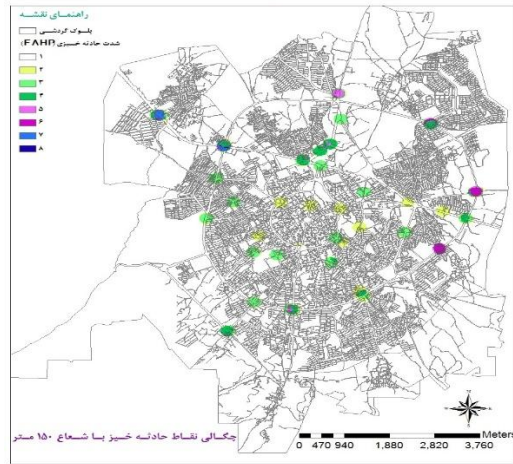 راهنمای نقشه
بلوک گردشی
شدت حادثه خیزی (FAHP)
۱
۲
۳
۴
۵
۶
۷
۸
چگالی نقاط حادثه خیز با شعاع ۱۵۰ متر
Meters
0 470 940 1,880 2,820 3,760